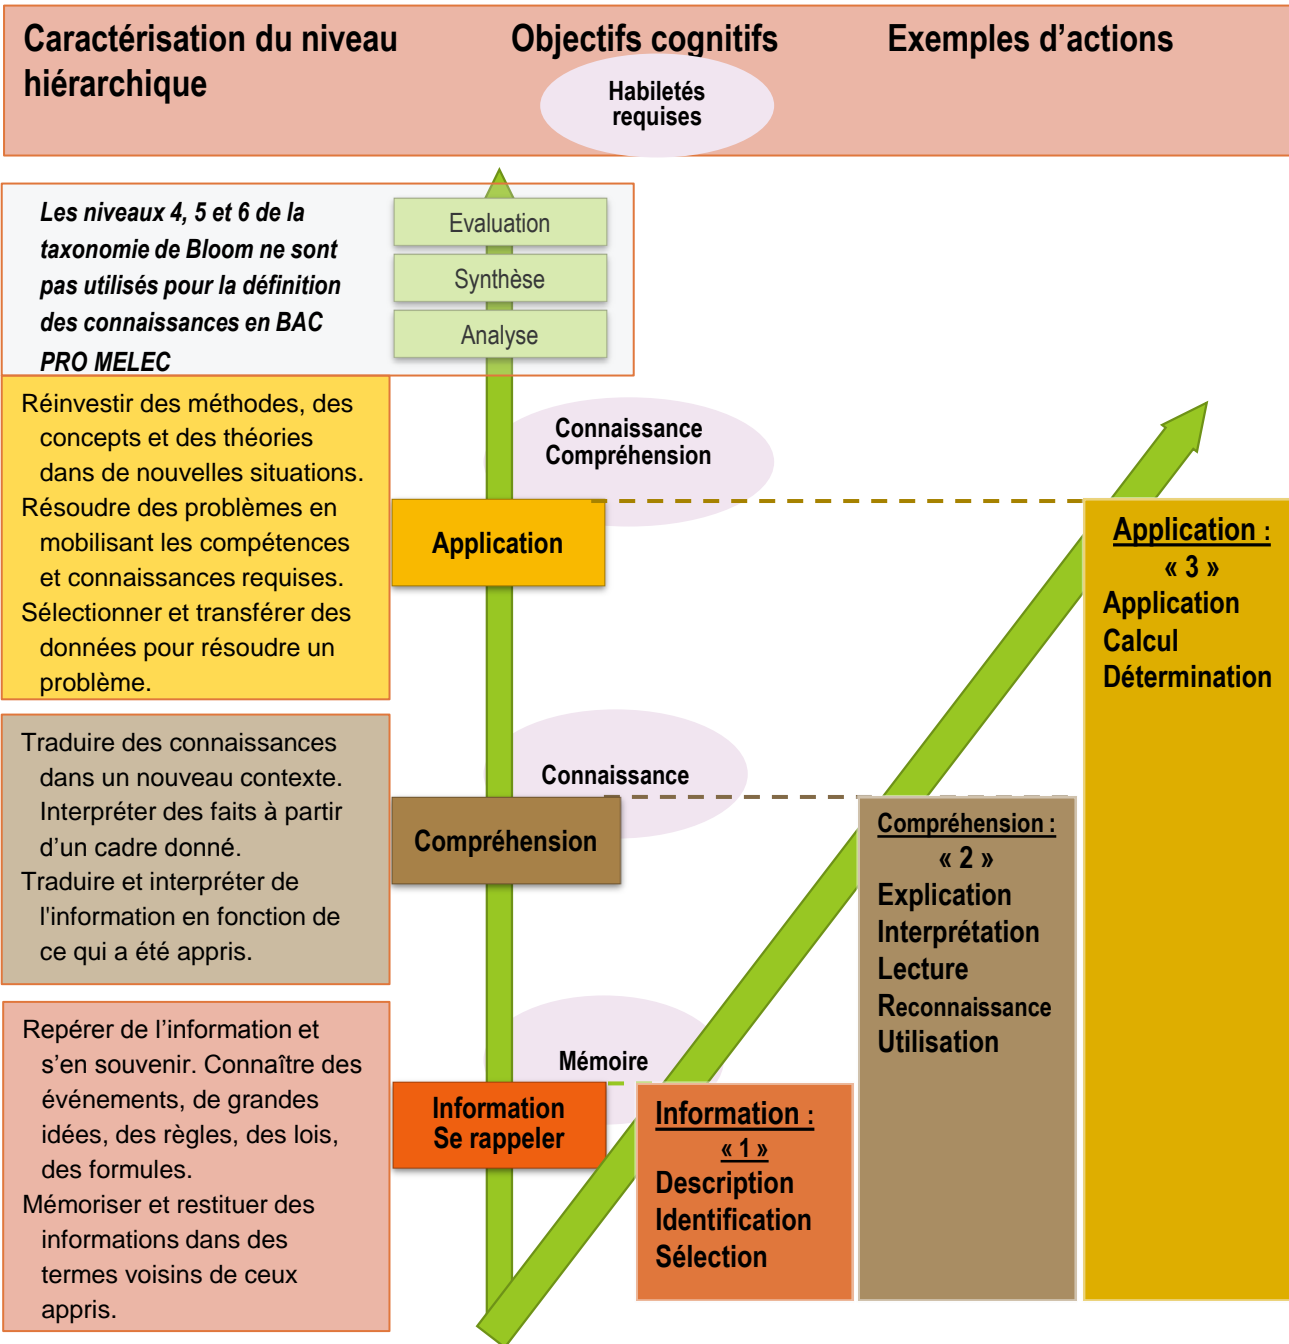 Caractérisation du niveau
hiérarchique
Objectifs cognitifs
Habiletés
requises
Exemples d’actions
Les niveaux 4, 5 et 6 de la
taxonomie de Bloom ne sont
pas utilisés pour la définition
des connaissances en BAC
PRO MELEC
Evaluation
Synthèse
Analyse
Réinvestir des méthodes, des
concepts et des théories
dans de nouvelles situations.
Résoudre des problèmes en
mobilisant les compétences
et connaissances requises.
Sélectionner et transférer des
données pour résoudre un
problème.
Connaissance
Compréhension
Application
Application :
« 3 »
Application
Calcul
Détermination
Traduire des connaissances
dans un nouveau contexte.
Interpréter des faits à partir
d’un cadre donné.
Traduire et interpréter de
l'information en fonction de
ce qui a été appris.
Connaissance
Compréhension
Compréhension :
« 2 »
Explication
Interprétation
Lecture
Reconnaissance
Utilisation
Repérer de l’information et
s’en souvenir. Connaître des
événements, de grandes
idées, des règles, des lois,
des formules.
Mémoriser et restituer des
informations dans des
termes voisins de ceux
appris.
Mémoire
Information
Se rappeler
Information :
« 1 »
Description
Identification
Sélection